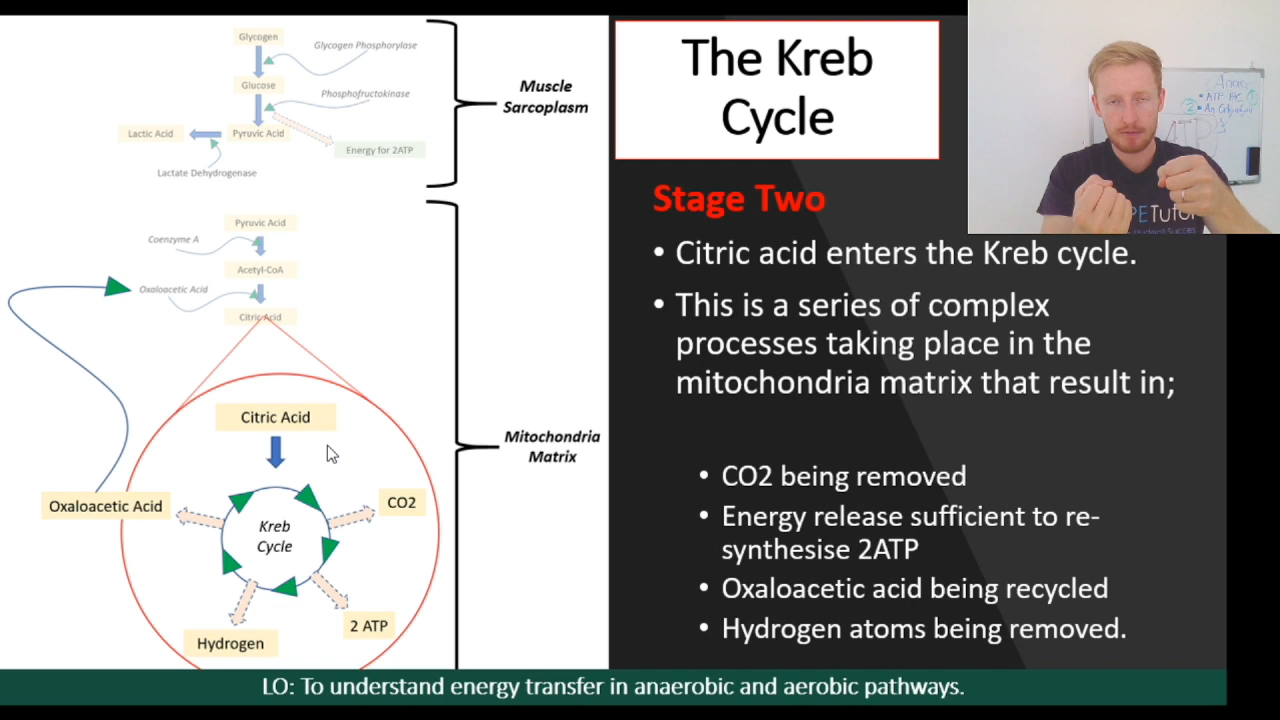 Glycogen
Glycogen Phosphorylase
Glucose
Phosphofructokinase
Lactic Acid
Pyruvic Acid
Energy for 2ATP
Lactate Dehydrogenase
Muscle
Sarcoplasm
Pyruvic Acid
Coenzyme A
Acetyl-CoA
Oxaloacetic Acid
Citric Acid
Citric Acid
Oxaloacetic Acid
CO2
Kreb
Cycle
2 ATP
Hydrogen
Mitochondria
Matrix
The Kreb
Cycle
Stage Two
• Citric acid enters the Kreb cycle.
• This is a series of complex
processes taking place in the
mitochondria matrix that result in;
• CO2 being removed
• Energy release sufficient to re-
synthesise 2ATP
• Oxaloacetic acid being recycled
• Hydrogen atoms being removed.
PETutor
LO: To understand energy transfer in anaerobic and aerobic pathways.